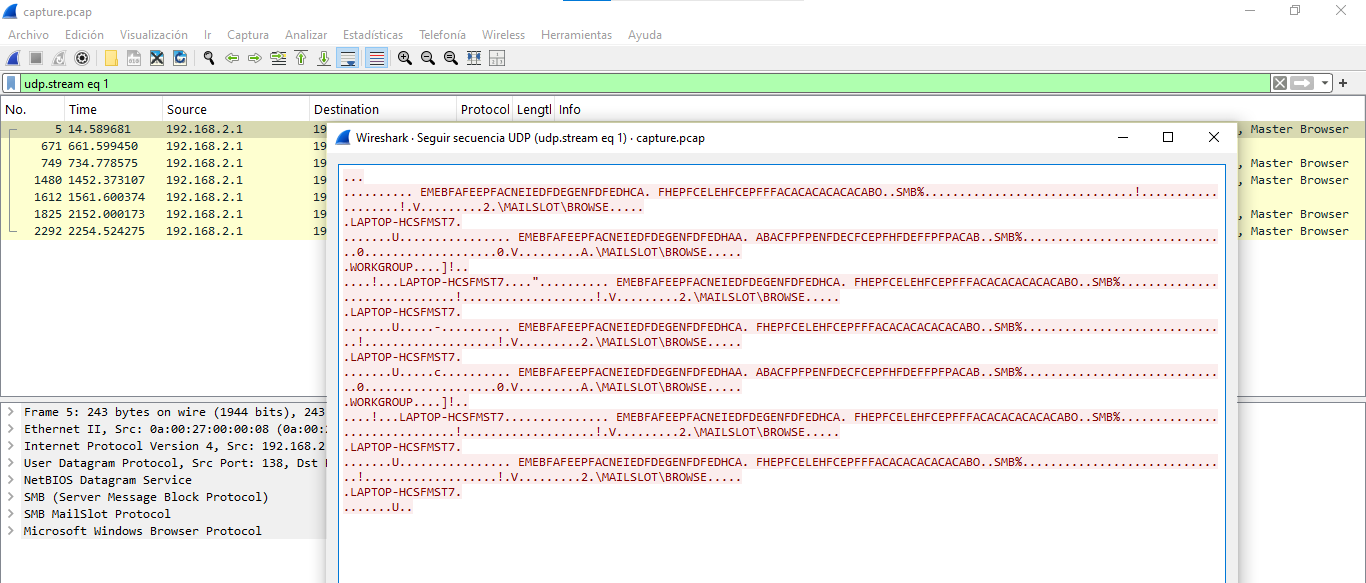 capture.pcap
Archivo Edición Visualización Ir Captura Analizar Estadísticas Telefonía Wireless Herramientas Ayuda
udp.stream eq 1
No. Time Source Destination Protocol Lengtl Info
5 14.589681 192.168.2.1 19 , Master Browser
671 661.599450 192.168.2.1 19
749 734.778575 192.168.2.1 19 , Master Browser
1480 1452.373107 192.168.2.1 19 , Master Browser
1612 1561.600374 192.168.2.1 19
1825 2152.000173 192.168.2.1 19 , Master Browser
2292 2254.524275 192.168.2.1 19 , Master Browser
Wireshark · Seguir secuencia UDP (udp.stream eq 1) · capture.pcap
...
.......... EMEBFAFEEPFACNEIEDFDEGENFDFEDHCA. FHEPFCELEHFCEPFFFACACACACACACACABO..SMB%..............................!...........
........!.V.........2.\MAILSLOT\BROWSE.....
.LAPTOP-HCSFMST7.
.......U................ EMEBFAFEEPFACNEIEDFDEGENFDFEDHAA. ABACFPFPENFDECFCEPFHFDEFFPFPACAB..SMB%............................
..0...................0.V.........A.\MAILSLOT\BROWSE.....
.WORKGROUP....]!..
....!...LAPTOP-HCSFMST7....".......... EMEBFAFEEPFACNEIEDFDEGENFDFEDHCA. FHEPFCELEHFCEPFFFACACACACACACACABO..SMB%..............
................!...................!.V.........2.\MAILSLOT\BROWSE.....
.LAPTOP-HCSFMST7.
.......U.....-.......... EMEBFAFEEPFACNEIEDFDEGENFDFEDHCA. FHEPFCELEHFCEPFFFACACACACACACACABO..SMB%............................
..!...................!.V.........2.\MAILSLOT\BROWSE.....
.LAPTOP-HCSFMST7.
.......U.....c.......... EMEBFAFEEPFACNEIEDFDEGENFDFEDHAA. ABACFPFPENFDECFCEPFHFDEFFPFPACAB..SMB%............................
..0...................0.V.........A.\MAILSLOT\BROWSE.....
.WORKGROUP....]!..
....!...LAPTOP-HCSFMST7............... EMEBFAFEEPFACNEIEDFDEGENFDFEDHCA. FHEPFCELEHFCEPFFFACACACACACACACABO..SMB%..............
................!...................!.V.........2.\MAILSLOT\BROWSE.....
.LAPTOP-HCSFMST7.
.......U................ EMEBFAFEEPFACNEIEDFDEGENFDFEDHCA. FHEPFCELEHFCEPFFFACACACACACACACABO..SMB%............................
..!...................!.V.........2.\MAILSLOT\BROWSE.....
.LAPTOP-HCSFMST7.
.......U..
Frame 5: 243 bytes on wire (1944 bits), 243
Ethernet II, Src: 0a:00:27:00:00:08 (0a:00:
Internet Protocol Version 4, Src: 192.168.2
User Datagram Protocol, Src Port: 138, Dst
NetBIOS Datagram Service
SMB (Server Message Block Protocol)
SMB MailSlot Protocol
Microsoft Windows Browser Protocol